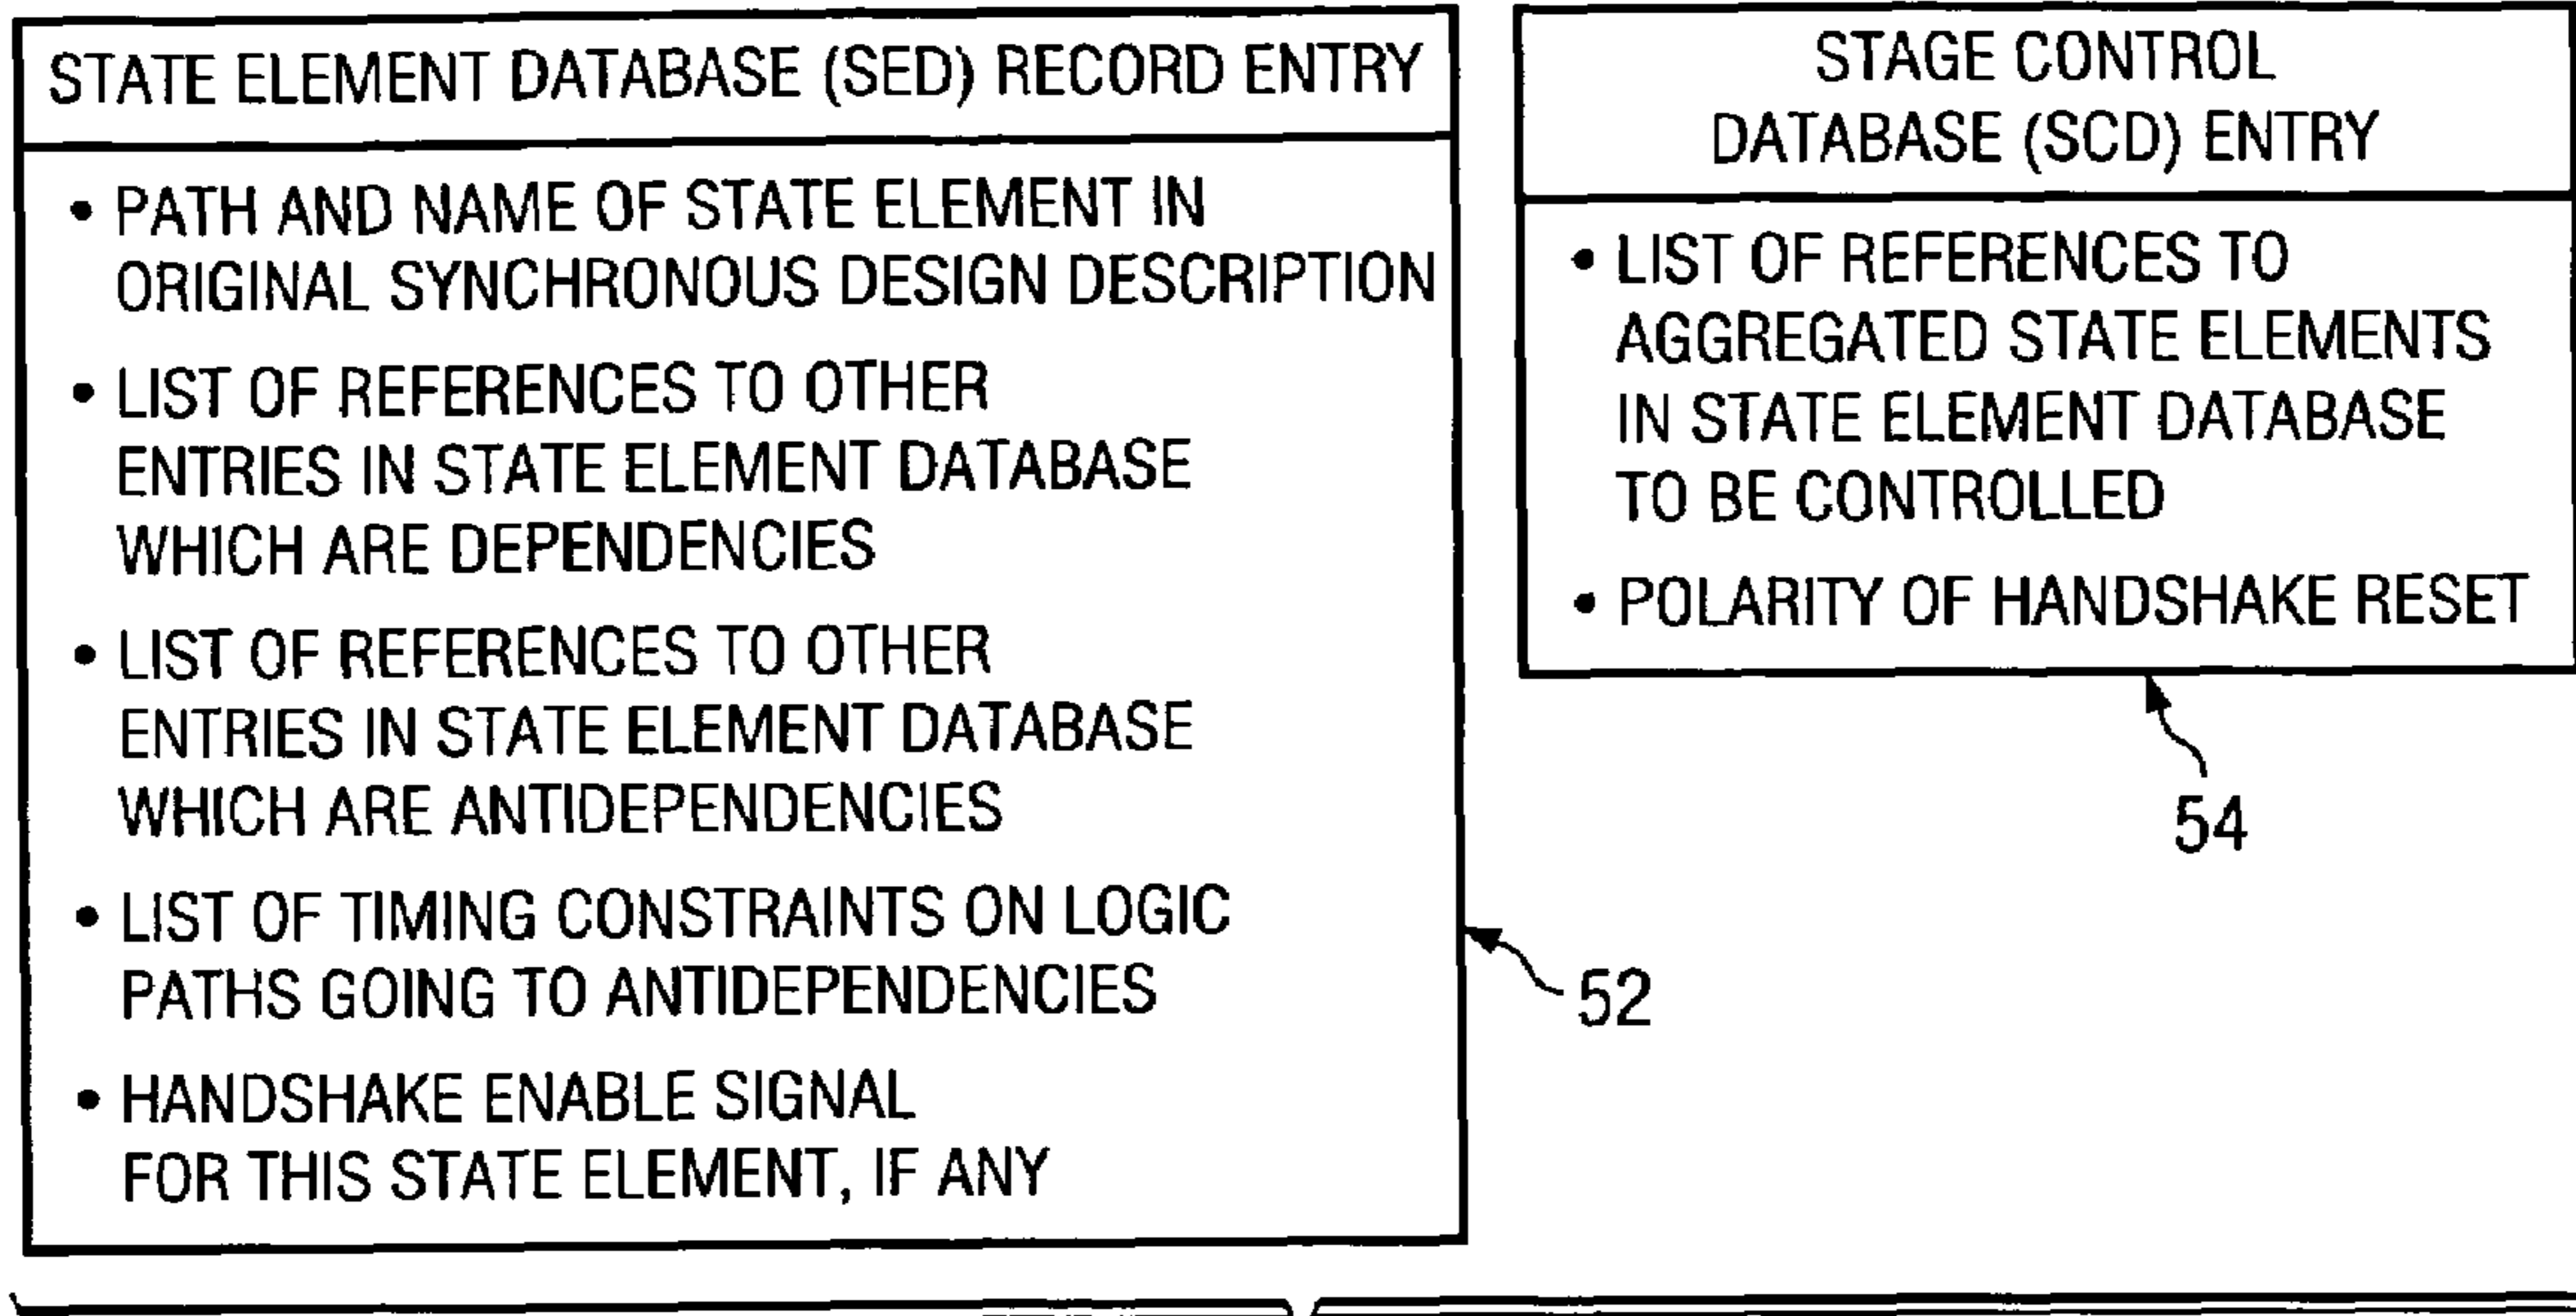 STATE ELEMENT DATABASE (SED) RECORD ENTRY
• PATH AND NAME OF STATE ELEMENT IN
ORIGINAL SYNCHRONOUS DESIGN DESCRIPTION
• LIST OF REFERENCES TO OTHER
ENTRIES IN STATE ELEMENT DATABASE
WHICH ARE DEPENDENCIES
• LIST OF REFERENCES TO OTHER
ENTRIES IN STATE ELEMENT DATABASE
WHICH ARE ANTIDEPENDENCIES
• LIST OF TIMING CONSTRAINTS ON LOGIC
PATHS GOING TO ANTIDEPENDENCIES
• HANDSHAKE ENABLE SIGNAL
FOR THIS STATE ELEMENT, IF ANY
52
STAGE CONTROL
DATABASE (SCD) ENTRY
• LIST OF REFERENCES TO
AGGREGATED STATE ELEMENTS
IN STATE ELEMENT DATABASE
TO BE CONTROLLED
• POLARITY OF HANDSHAKE RESET
54